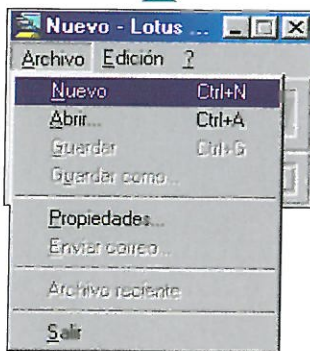 Nuevo - Lotus ...
Archivo Edición ?
Nuevo Ctrl+N
Abrir... Ctrl+A
Guardar Ctrl+G
Guardar como...
Propiedades...
Enviar correo...
Archivo reciente
Salir